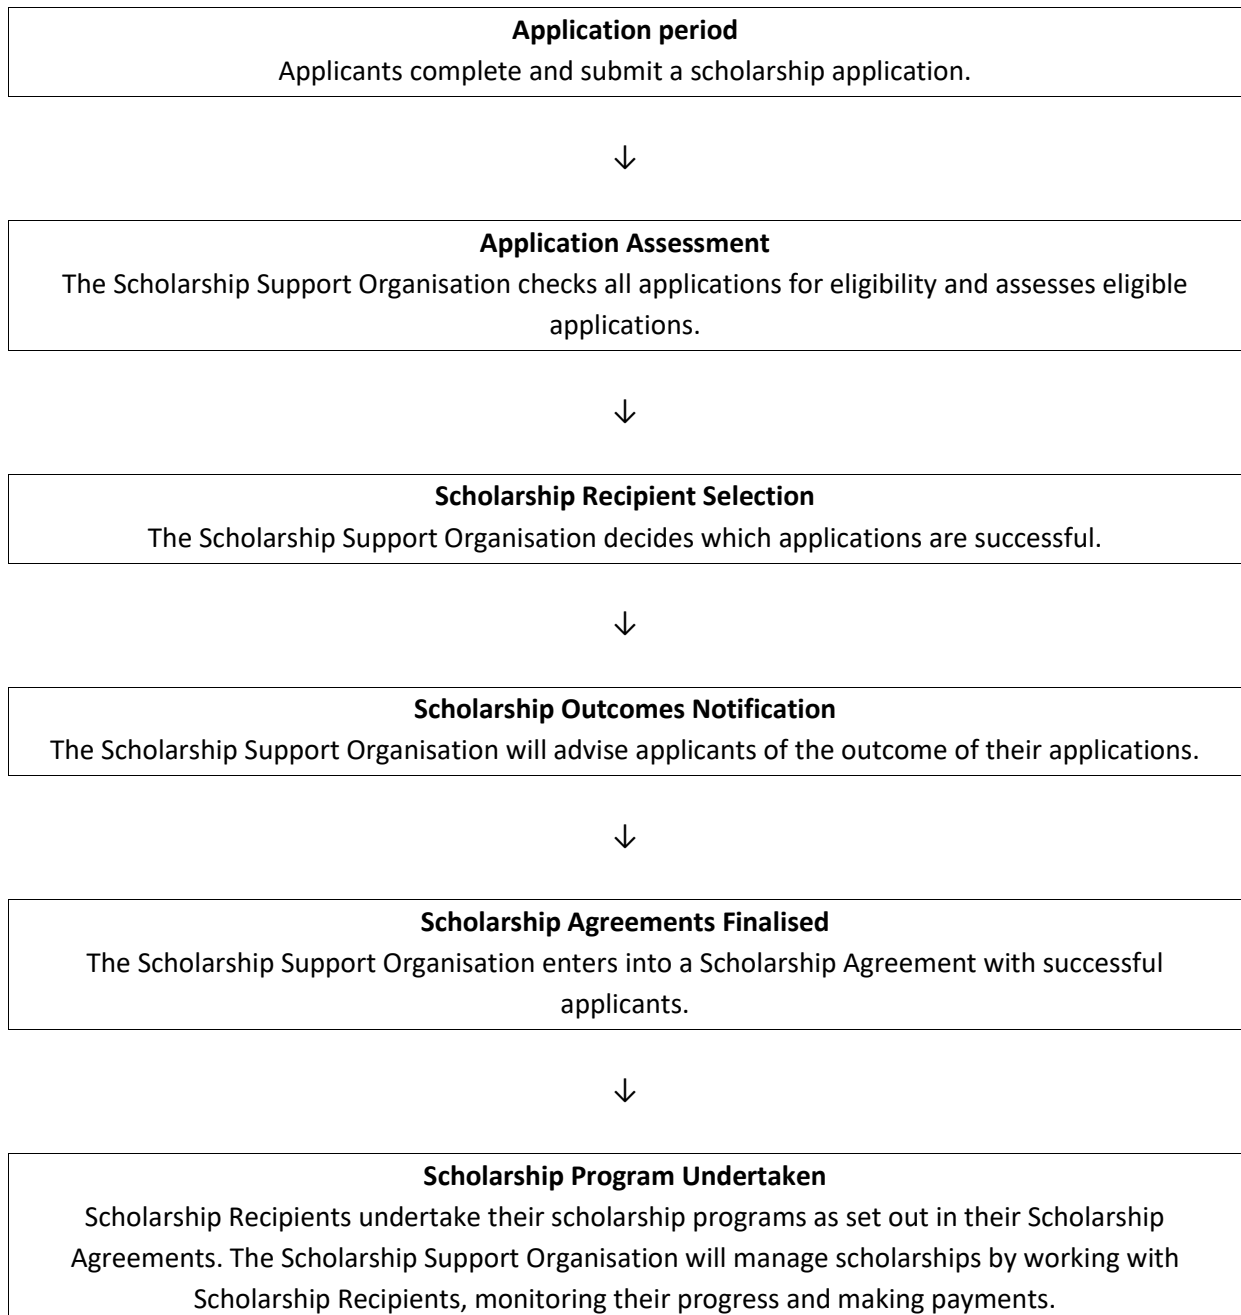 Application period
Applicants complete and submit a scholarship application.
↓
Application Assessment
The Scholarship Support Organisation checks all applications for eligibility and assesses eligible
applications.
↓
Scholarship Recipient Selection
The Scholarship Support Organisation decides which applications are successful.
↓
Scholarship Outcomes Notification
The Scholarship Support Organisation will advise applicants of the outcome of their applications.
↓
Scholarship Agreements Finalised
The Scholarship Support Organisation enters into a Scholarship Agreement with successful
applicants.
↓
Scholarship Program Undertaken
Scholarship Recipients undertake their scholarship programs as set out in their Scholarship
Agreements. The Scholarship Support Organisation will manage scholarships by working with
Scholarship Recipients, monitoring their progress and making payments.